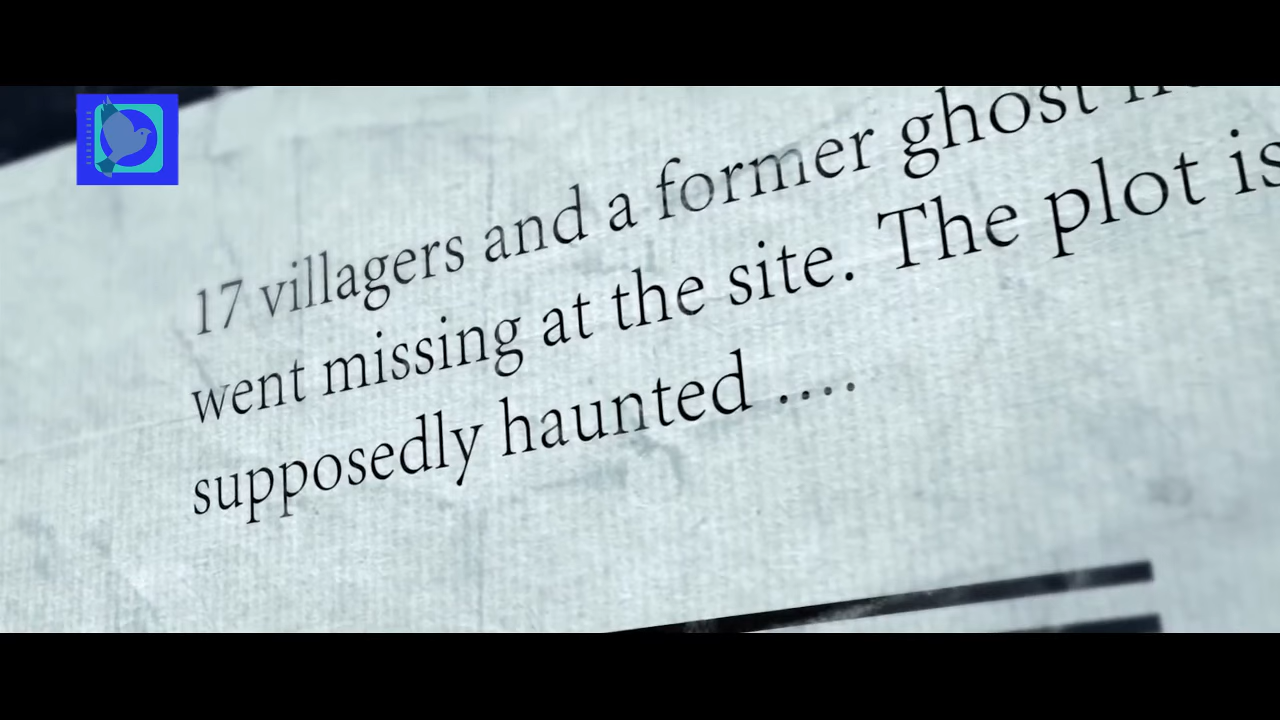 17 villagers and a former ghost
went missing at the site. The plot is
supposedly haunted ....